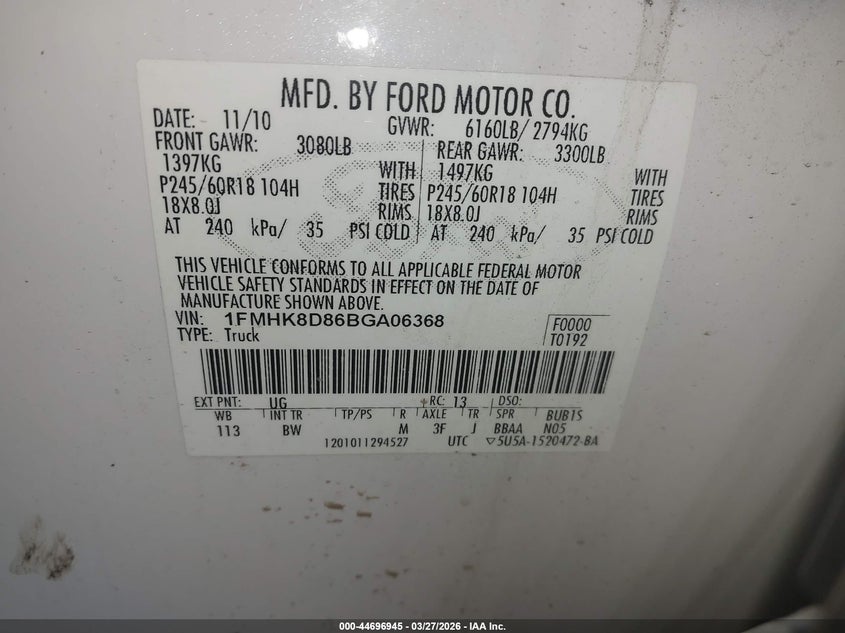 MFD. BY FORD MOTOR CO.
DATE: 11/10 GVWR: 6160LB/ 2794KG
FRONT GAWR: 3080LB REAR GAWR: 3300LB
1397KG WITH 1497KG WITH
P245/60R18 104H TIRES P245/60R18 104H TIRES
18X8.0J RIMS 18X8.0J RIMS
AT 240 kPa/ 35 PSI COLD AT 240 kPa/ 35 PSI COLD
THIS VEHICLE CONFORMS TO ALL APPLICABLE FEDERAL MOTOR
VEHICLE SAFETY STANDARDS IN EFFECT ON THE DATE OF
MANUFACTURE SHOWN ABOVE.
VIN: 1FMHK8D86BGA06368 F0000
TYPE: Truck T0192
EXT PNT: UG RC: 13 DSO:
WB INT TR TP/PS R AXLE TR SPR BUB1S
113 BW M 3F J BBAA N05
1201011294527 UTC ▽5U5A-1520472-BA
000-44696945 | 03/27/2026 - IAA Inc.